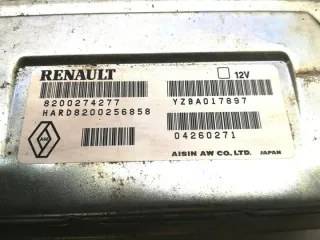 RENAULT
12V
8200274277
YZBA017897
HARD8200256858
04260271
AISIN AW CO., LTD. JAPAN